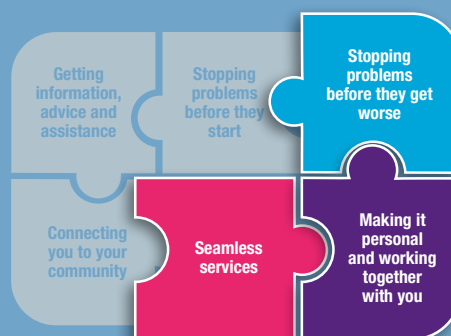 Getting
information,
advice and
assistance
Stopping
problems
before they
start
Stopping
problems
before they get
worse
Connecting
you to your
community
Seamless
services
Making it
personal
and working
together
with you